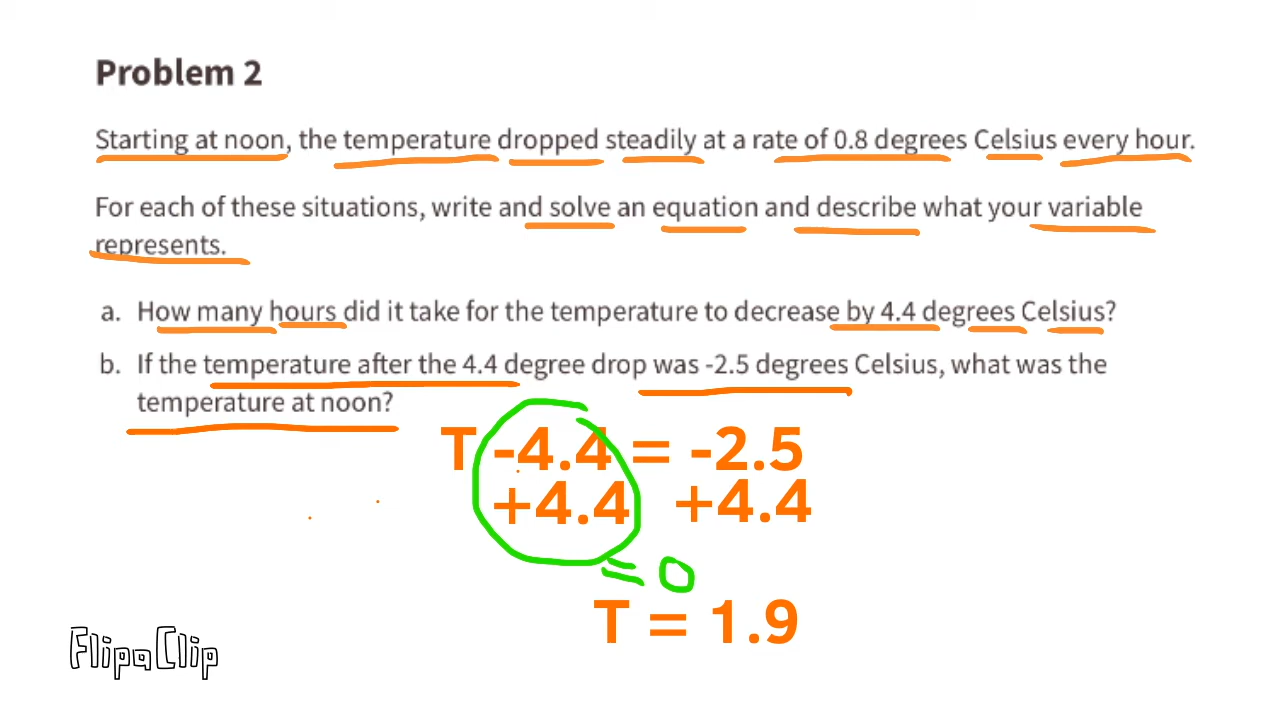 Problem 2
Starting at noon, the temperature dropped steadily at a rate of 0.8 degrees Celsius every hour.
For each of these situations, write and solve an equation and describe what your variable
represents.
a. How many hours did it take for the temperature to decrease by 4.4 degrees Celsius?
b. If the temperature after the 4.4 degree drop was -2.5 degrees Celsius, what was the
temperature at noon?
T -4.4 = -2.5
+4.4 +4.4
= 0
T = 1.9
FlipaClip